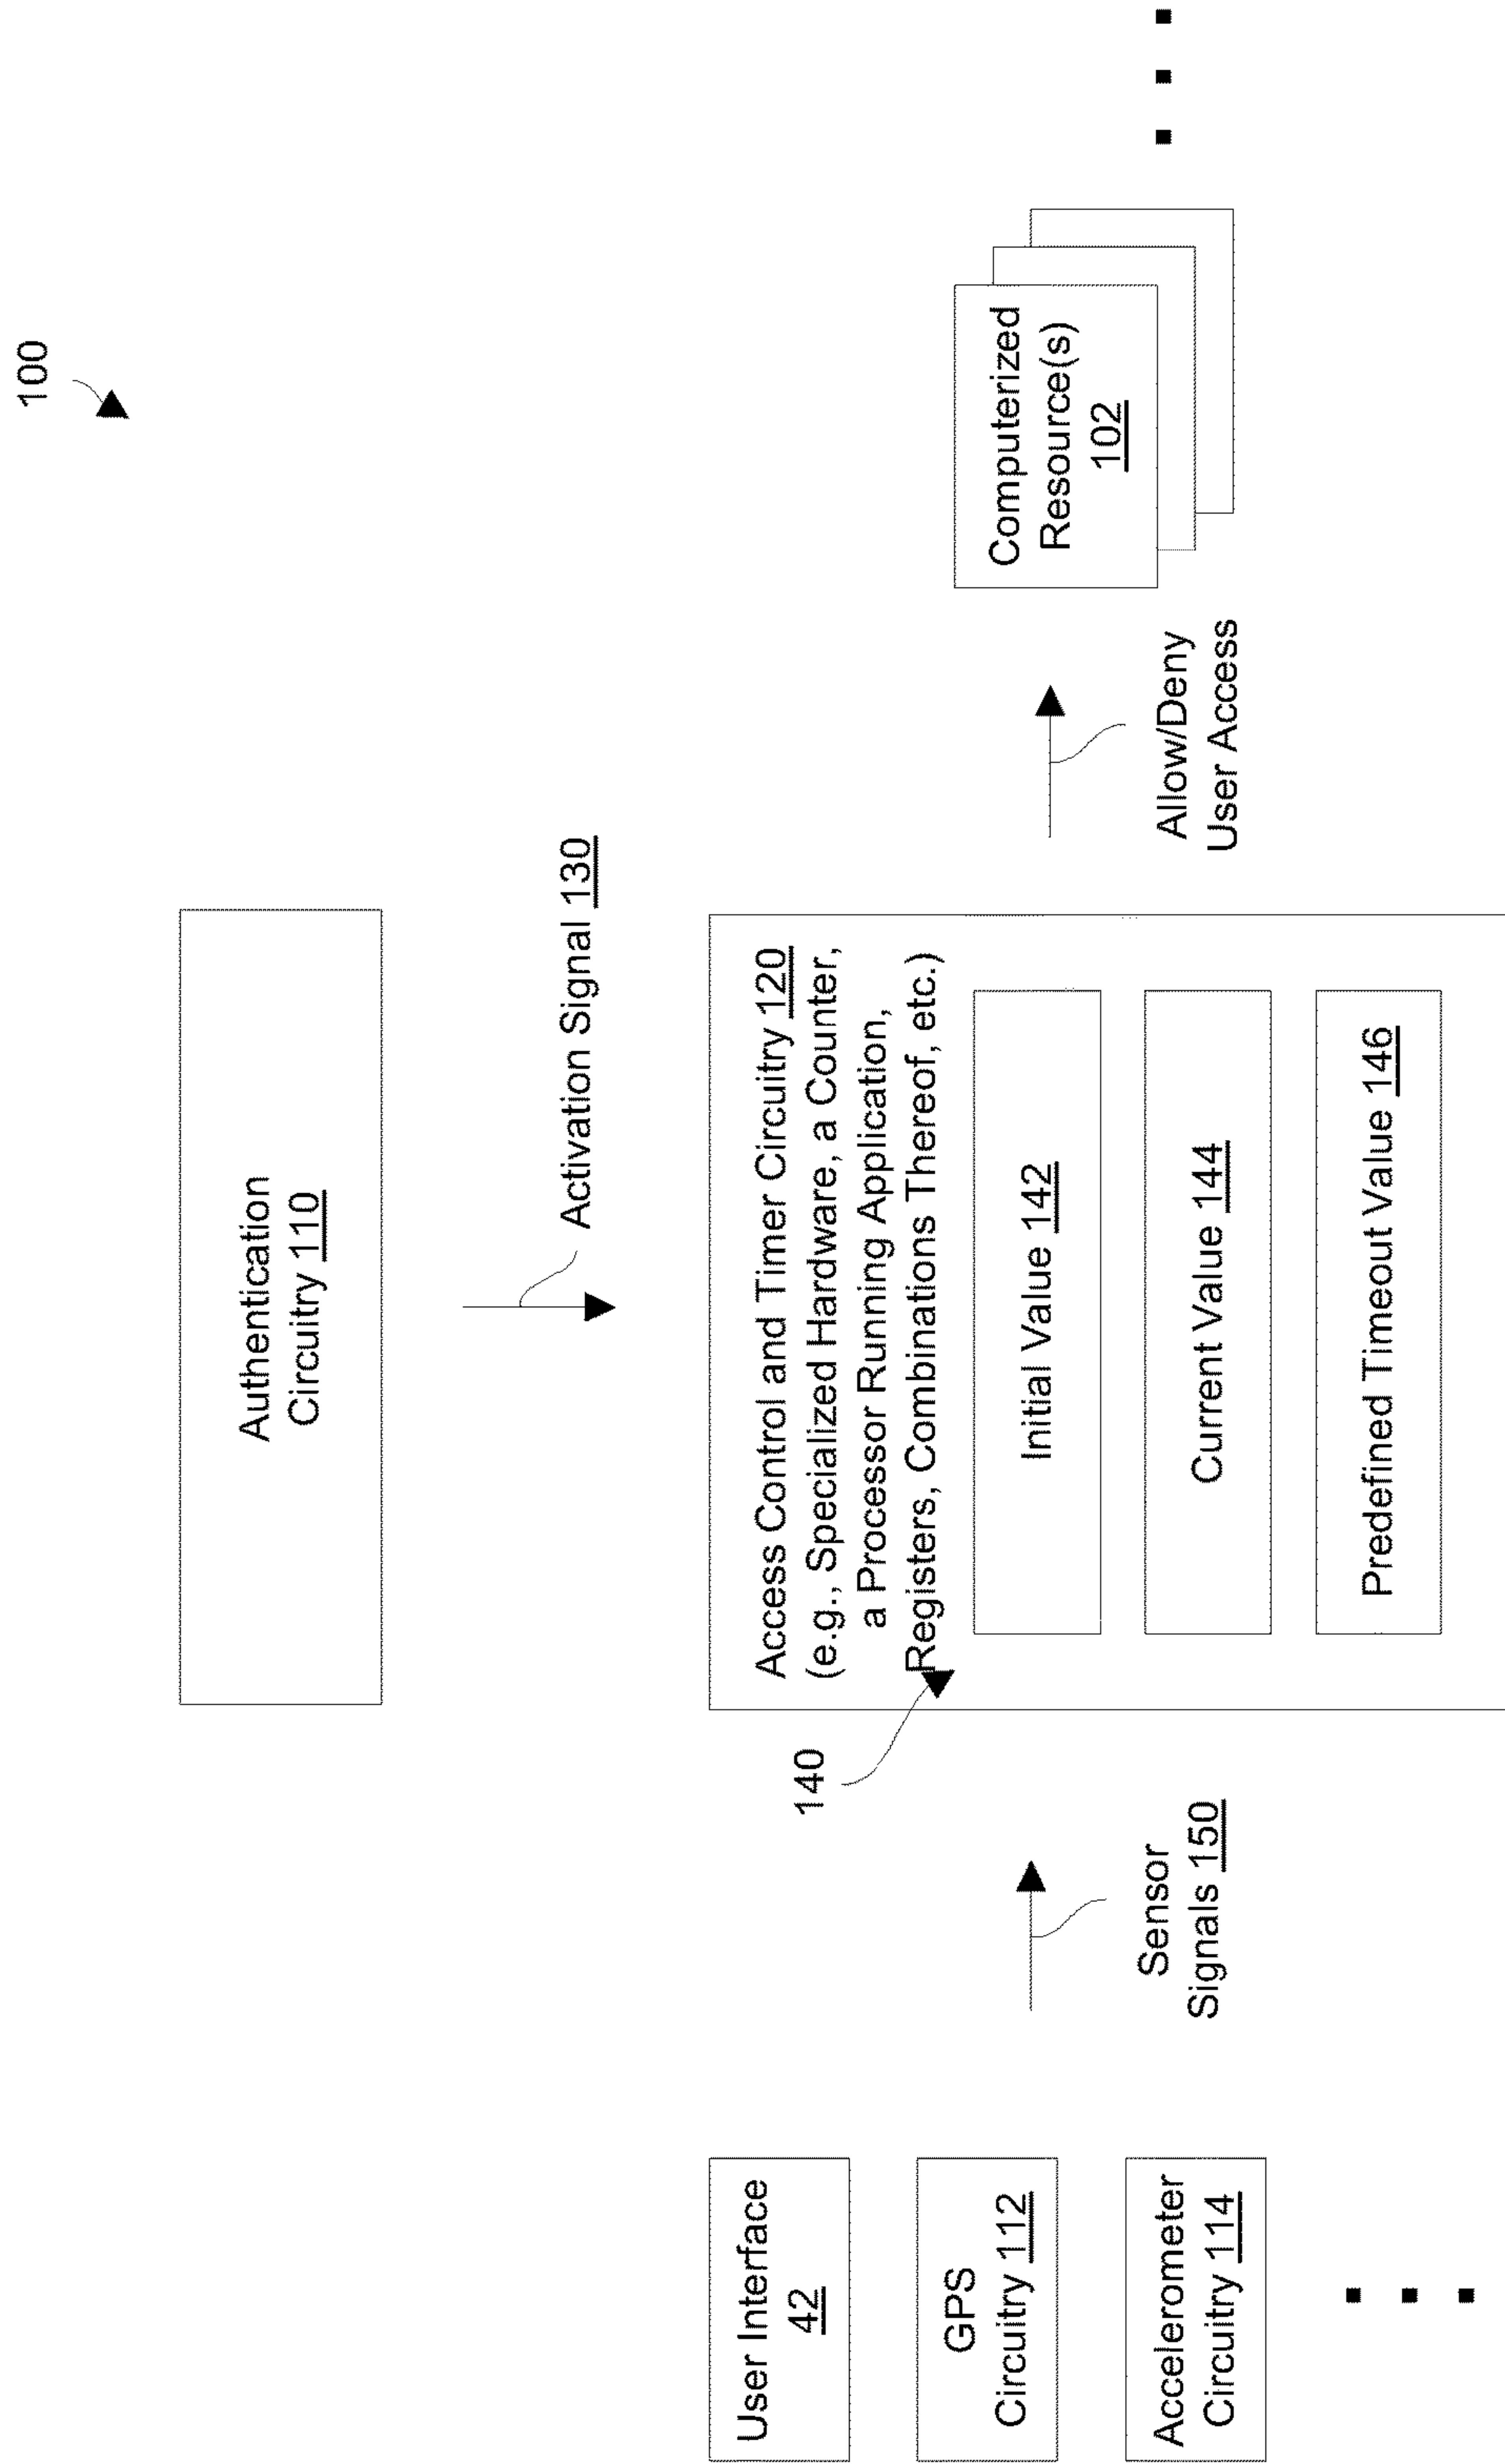 100
Authentication
Circuitry 110
Activation Signal 130
User Interface
42
GPS
Circuitry 112
Accelerometer
Circuitry 114
Sensor
Signals 150
140
Access Control and Timer Circuitry 120
(e.g., Specialized Hardware, a Counter,
a Processor Running Application,
Registers, Combinations Thereof, etc.)
Initial Value 142
Current Value 144
Predefined Timeout Value 146
Allow/Deny
User Access
Computerized
Resource(s)
102